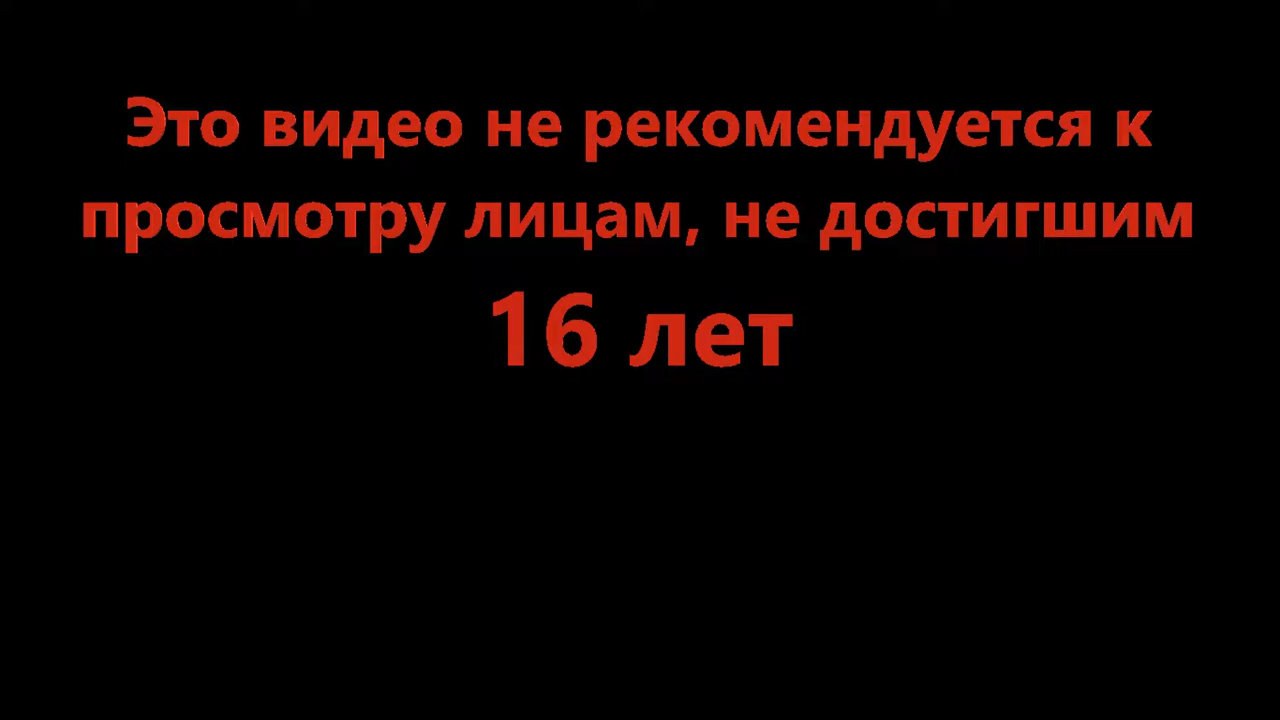 Это видео не рекомендуется к
просмотру лицам, не достигшим
16 лет